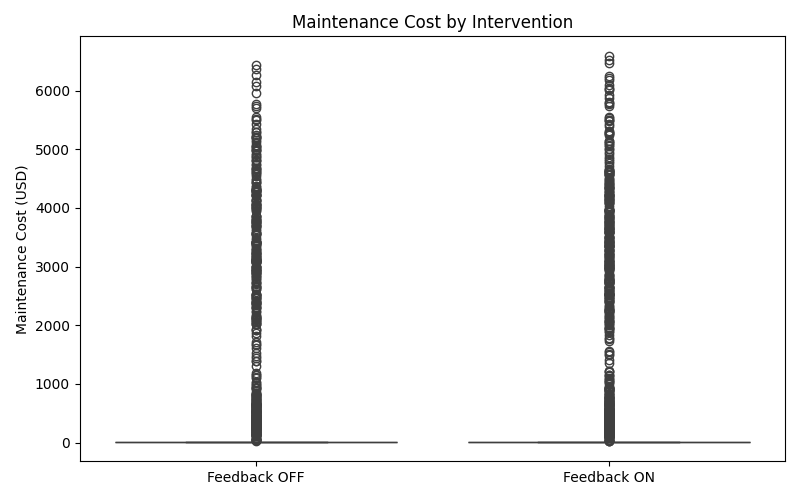 Maintenance Cost by Intervention
Maintenance Cost (USD)
6000
5000
4000
3000
2000
1000
0
Feedback OFF
Feedback ON